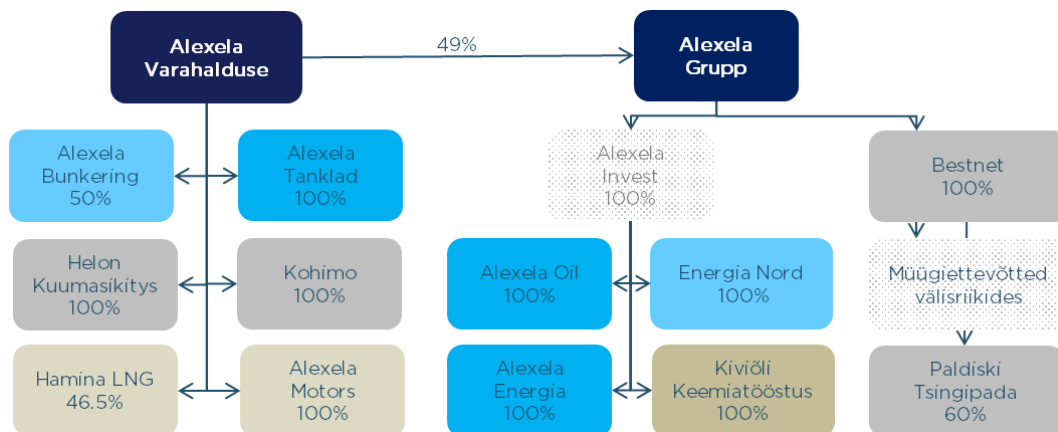 Alexela
Varahalduse
49%
Alexela
Grupp
Alexela
Bunkering
50%
Alexela
Tanklad
100%
Alexela
Invest
100%
Bestnet
100%
Helon
Kuumasikitys
100%
Kohimo
100%
Alexela Oil
100%
Energia Nord
100%
Müügiettevõtted
välisriikides
Hamina LNG
46.5%
Alexela
Motors
100%
Alexela
Energia
100%
Kiviõli
Keemiatööstus
100%
Paldiski
Tsingipada
60%